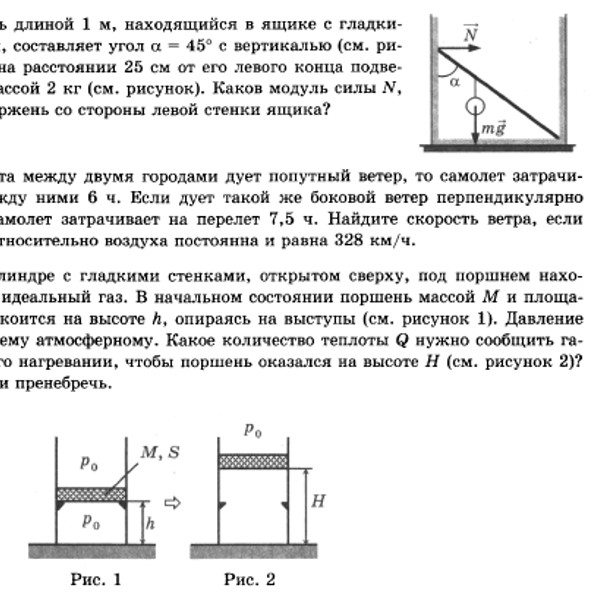 ь длиной 1 м, находящийся в ящике с гладки-
, составляет угол α = 45° с вертикалью (см. ри-
на расстоянии 25 см от его левого конца подве-
ассой 2 кг (см. рисунок). Каков модуль силы N,
ржень со стороны левой стенки ящика?
N
α
mg
та между двумя городами дует попутный ветер, то самолет затрачи-
жду ними 6 ч. Если дует такой же боковой ветер перпендикулярно
амолет затрачивает на перелет 7,5 ч. Найдите скорость ветра, если
тносительно воздуха постоянна и равна 328 км/ч.
линдре с гладкими стенками, открытом сверху, под поршнем нахо-
идеальный газ. В начальном состоянии поршень массой M и площа-
коится на высоте h, опираясь на выступы (см. рисунок 1). Давление
ему атмосферному. Какое количество теплоты Q нужно сообщить га-
го нагревании, чтобы поршень оказался на высоте H (см. рисунок 2)?
и пренебречь.
p₀
M, S
p₀
h
p₀
H
Рис. 1
Рис. 2